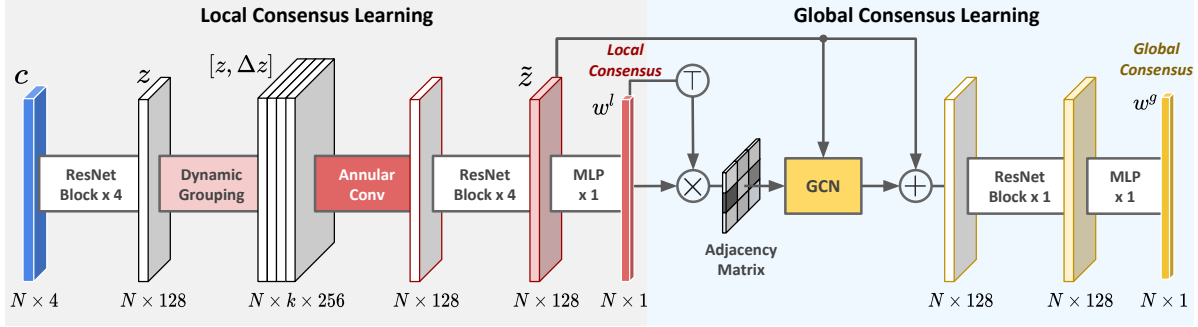 Local Consensus Learning
Global Consensus Learning
c
z
[z, Δz]
z̃
Local
Consensus
w^l
⊤
Global
Consensus
w^g
ResNet
Block x 4
Dynamic
Grouping
Annular
Conv
ResNet
Block x 4
MLP
x 1
×
GCN
+
ResNet
Block x 1
MLP
x 1
Adjacency
Matrix
N × 4
N × 128
N × k × 256
N × 128
N × 128
N × 1
N × 128
N × 128
N × 1